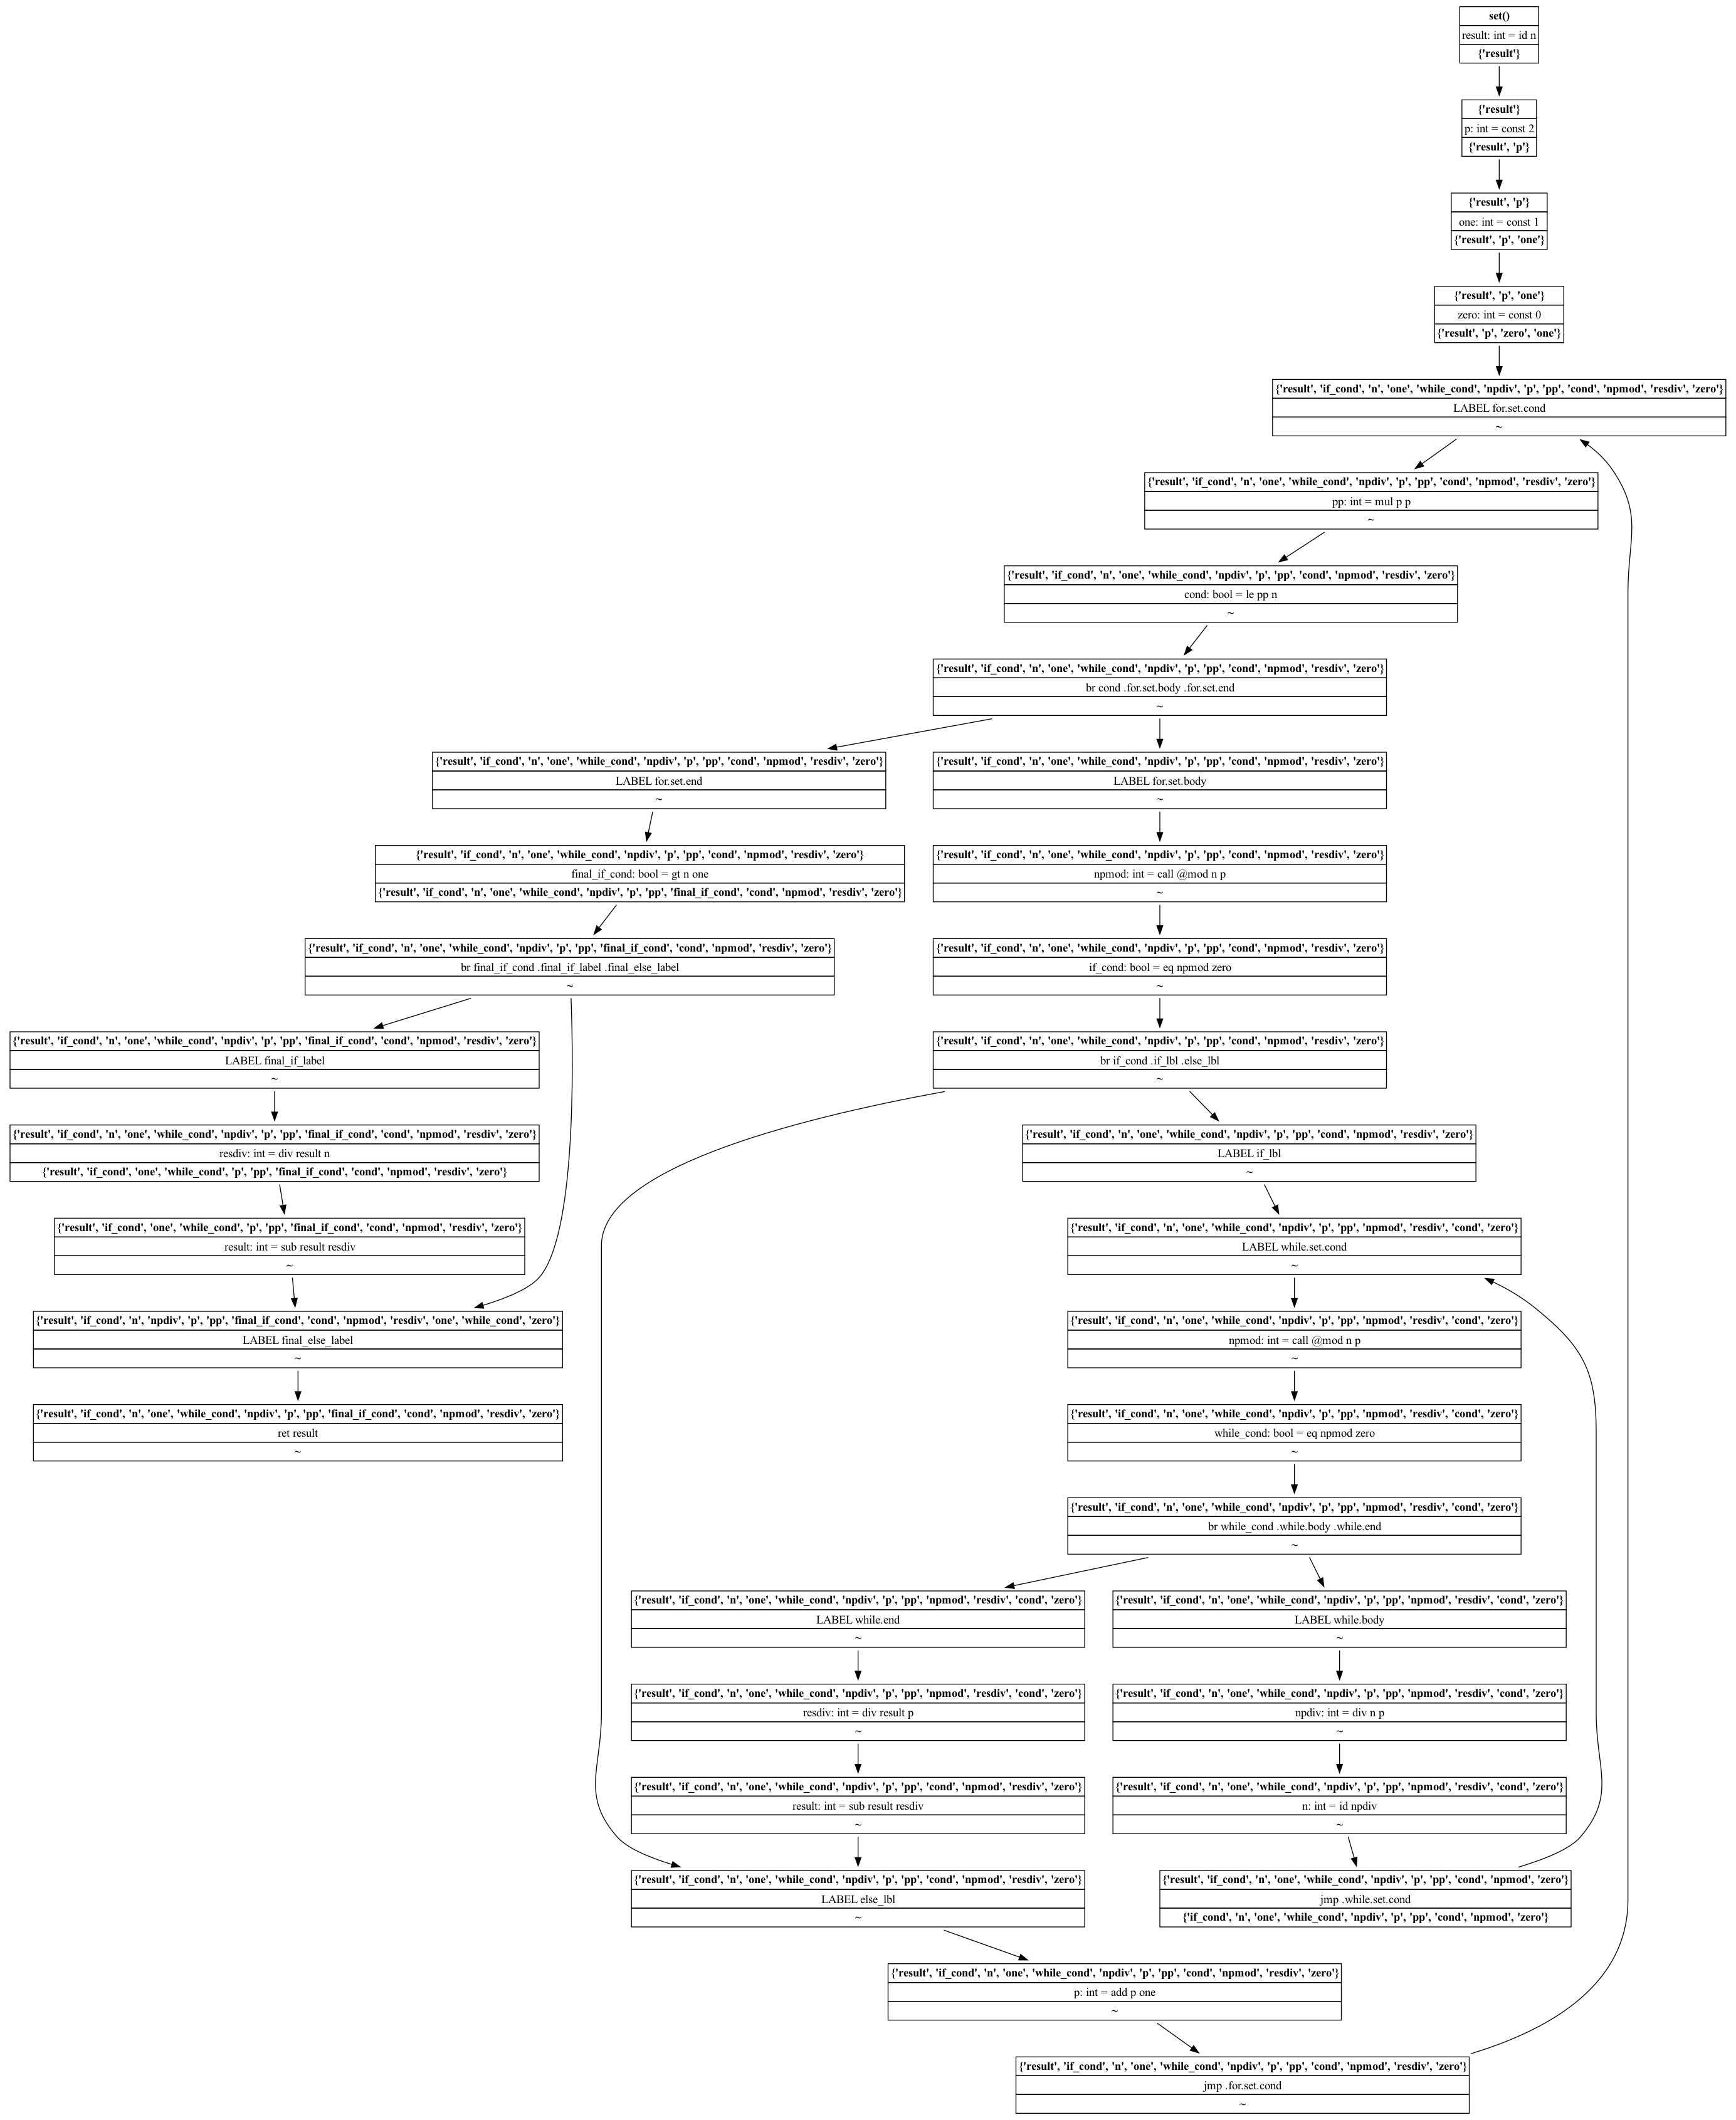 set()
result: int = id n
{'result'}
{'result'}
p: int = const 2
{'result', 'p'}
{'result', 'p'}
one: int = const 1
{'result', 'p', 'one'}
{'result', 'p', 'one'}
zero: int = const 0
{'result', 'p', 'zero', 'one'}
{'result', 'if_cond', 'n', 'one', 'while_cond', 'npdiv', 'p', 'pp', 'cond', 'npmod', 'resdiv', 'zero'}
LABEL for.set.cond
~
{'result', 'if_cond', 'n', 'one', 'while_cond', 'npdiv', 'p', 'pp', 'cond', 'npmod', 'resdiv', 'zero'}
pp: int = mul p p
~
{'result', 'if_cond', 'n', 'one', 'while_cond', 'npdiv', 'p', 'pp', 'cond', 'npmod', 'resdiv', 'zero'}
cond: bool = le pp n
~
{'result', 'if_cond', 'n', 'one', 'while_cond', 'npdiv', 'p', 'pp', 'cond', 'npmod', 'resdiv', 'zero'}
br cond .for.set.body .for.set.end
~
{'result', 'if_cond', 'n', 'one', 'while_cond', 'npdiv', 'p', 'pp', 'cond', 'npmod', 'resdiv', 'zero'}
LABEL for.set.end
~
{'result', 'if_cond', 'n', 'one', 'while_cond', 'npdiv', 'p', 'pp', 'cond', 'npmod', 'resdiv', 'zero'}
LABEL for.set.body
~
{'result', 'if_cond', 'n', 'one', 'while_cond', 'npdiv', 'p', 'pp', 'cond', 'npmod', 'resdiv', 'zero'}
final_if_cond: bool = gt n one
{'result', 'if_cond', 'n', 'one', 'while_cond', 'npdiv', 'p', 'pp', 'final_if_cond', 'cond', 'npmod', 'resdiv', 'zero'}
{'result', 'if_cond', 'n', 'one', 'while_cond', 'npdiv', 'p', 'pp', 'cond', 'npmod', 'resdiv', 'zero'}
npmod: int = call @mod n p
~
{'result', 'if_cond', 'n', 'one', 'while_cond', 'npdiv', 'p', 'pp', 'final_if_cond', 'cond', 'npmod', 'resdiv', 'zero'}
br final_if_cond .final_if_label .final_else_label
~
{'result', 'if_cond', 'n', 'one', 'while_cond', 'npdiv', 'p', 'pp', 'cond', 'npmod', 'resdiv', 'zero'}
if_cond: bool = eq npmod zero
~
{'result', 'if_cond', 'n', 'one', 'while_cond', 'npdiv', 'p', 'pp', 'final_if_cond', 'cond', 'npmod', 'resdiv', 'zero'}
LABEL final_if_label
~
{'result', 'if_cond', 'n', 'one', 'while_cond', 'npdiv', 'p', 'pp', 'cond', 'npmod', 'resdiv', 'zero'}
br if_cond .if_lbl .else_lbl
~
{'result', 'if_cond', 'n', 'one', 'while_cond', 'npdiv', 'p', 'pp', 'final_if_cond', 'cond', 'npmod', 'resdiv', 'zero'}
resdiv: int = div result n
{'result', 'if_cond', 'one', 'while_cond', 'p', 'pp', 'final_if_cond', 'cond', 'npmod', 'resdiv', 'zero'}
{'result', 'if_cond', 'n', 'one', 'while_cond', 'npdiv', 'p', 'pp', 'cond', 'npmod', 'resdiv', 'zero'}
LABEL if_lbl
~
{'result', 'if_cond', 'one', 'while_cond', 'p', 'pp', 'final_if_cond', 'cond', 'npmod', 'resdiv', 'zero'}
result: int = sub result resdiv
~
{'result', 'if_cond', 'n', 'one', 'while_cond', 'npdiv', 'p', 'pp', 'npmod', 'resdiv', 'cond', 'zero'}
LABEL while.set.cond
~
{'result', 'if_cond', 'n', 'npdiv', 'p', 'pp', 'final_if_cond', 'cond', 'npmod', 'resdiv', 'one', 'while_cond', 'zero'}
LABEL final_else_label
~
{'result', 'if_cond', 'n', 'one', 'while_cond', 'npdiv', 'p', 'pp', 'npmod', 'resdiv', 'cond', 'zero'}
npmod: int = call @mod n p
~
{'result', 'if_cond', 'n', 'one', 'while_cond', 'npdiv', 'p', 'pp', 'final_if_cond', 'cond', 'npmod', 'resdiv', 'zero'}
ret result
~
{'result', 'if_cond', 'n', 'one', 'while_cond', 'npdiv', 'p', 'pp', 'npmod', 'resdiv', 'cond', 'zero'}
while_cond: bool = eq npmod zero
~
{'result', 'if_cond', 'n', 'one', 'while_cond', 'npdiv', 'p', 'pp', 'npmod', 'resdiv', 'cond', 'zero'}
br while_cond .while.body .while.end
~
{'result', 'if_cond', 'n', 'one', 'while_cond', 'npdiv', 'p', 'pp', 'npmod', 'resdiv', 'cond', 'zero'}
LABEL while.end
~
{'result', 'if_cond', 'n', 'one', 'while_cond', 'npdiv', 'p', 'pp', 'npmod', 'resdiv', 'cond', 'zero'}
LABEL while.body
~
{'result', 'if_cond', 'n', 'one', 'while_cond', 'npdiv', 'p', 'pp', 'npmod', 'resdiv', 'cond', 'zero'}
resdiv: int = div result p
~
{'result', 'if_cond', 'n', 'one', 'while_cond', 'npdiv', 'p', 'pp', 'npmod', 'resdiv', 'cond', 'zero'}
npdiv: int = div n p
~
{'result', 'if_cond', 'n', 'one', 'while_cond', 'npdiv', 'p', 'pp', 'cond', 'npmod', 'resdiv', 'zero'}
result: int = sub result resdiv
~
{'result', 'if_cond', 'n', 'one', 'while_cond', 'npdiv', 'p', 'pp', 'npmod', 'resdiv', 'cond', 'zero'}
n: int = id npdiv
~
{'result', 'if_cond', 'n', 'one', 'while_cond', 'npdiv', 'p', 'pp', 'cond', 'npmod', 'resdiv', 'zero'}
LABEL else_lbl
~
{'result', 'if_cond', 'n', 'one', 'while_cond', 'npdiv', 'p', 'pp', 'cond', 'npmod', 'zero'}
jmp .while.set.cond
{'if_cond', 'n', 'one', 'while_cond', 'npdiv', 'p', 'pp', 'cond', 'npmod', 'zero'}
{'result', 'if_cond', 'n', 'one', 'while_cond', 'npdiv', 'p', 'pp', 'cond', 'npmod', 'resdiv', 'zero'}
p: int = add p one
~
{'result', 'if_cond', 'n', 'one', 'while_cond', 'npdiv', 'p', 'pp', 'cond', 'npmod', 'resdiv', 'zero'}
jmp .for.set.cond
~